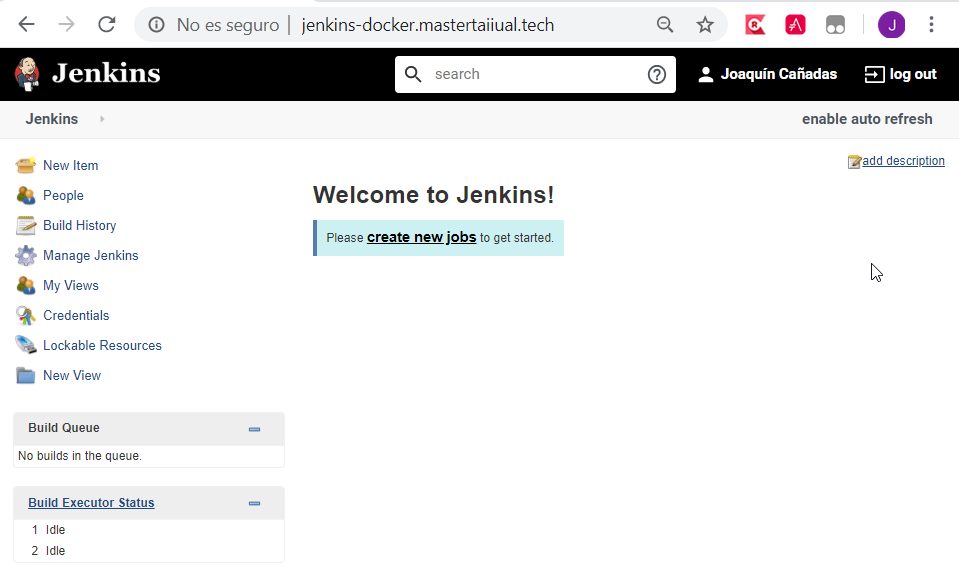 No es seguro | jenkins-docker.mastertaiiual.tech
J
Jenkins
search
Joaquín Cañadas
log out
Jenkins
enable auto refresh
add description
New Item
People
Build History
Manage Jenkins
My Views
Credentials
Lockable Resources
New View
Welcome to Jenkins!
Please create new jobs to get started.
Build Queue
No builds in the queue.
Build Executor Status
1 Idle
2 Idle